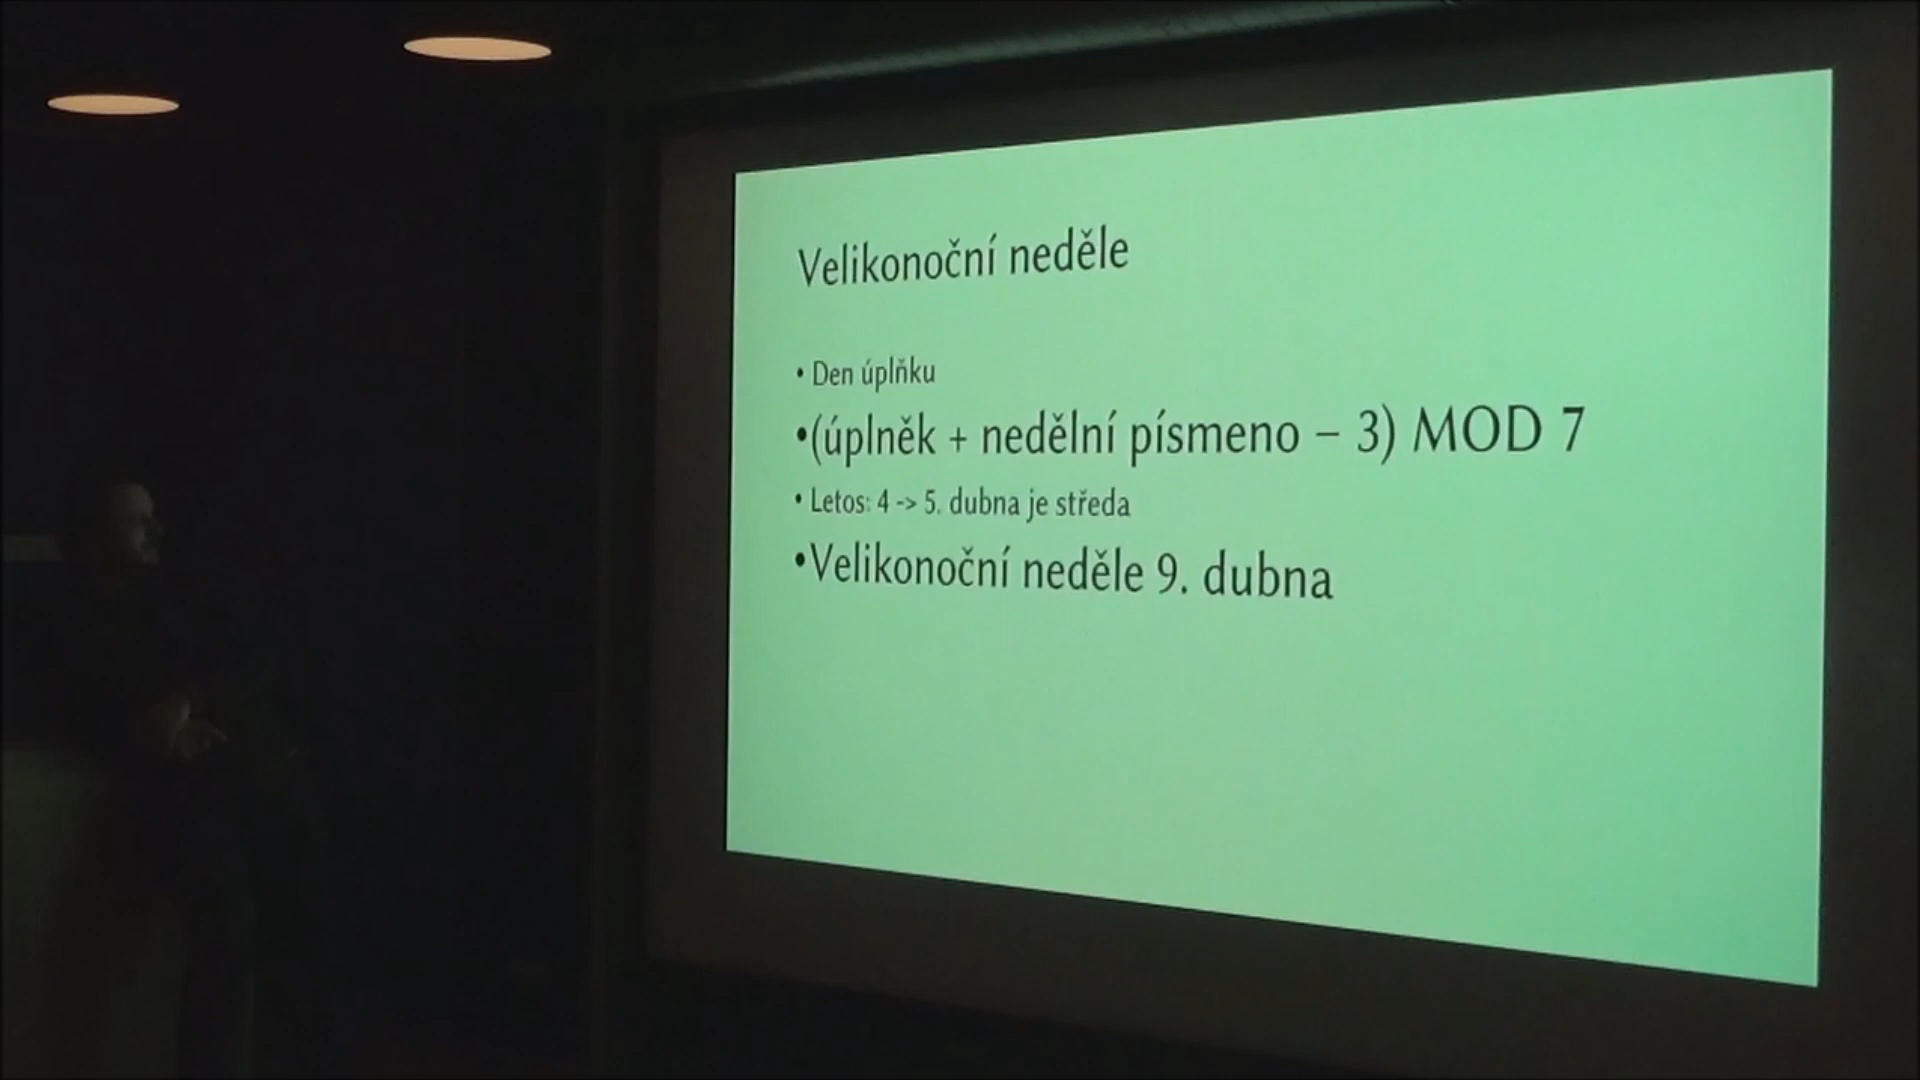 Velikonoční neděle
• Den úplňku
•(úplněk + nedělní písmeno – 3) MOD 7
• Letos: 4 -> 5. dubna je středa
•Velikonoční neděle 9. dubna